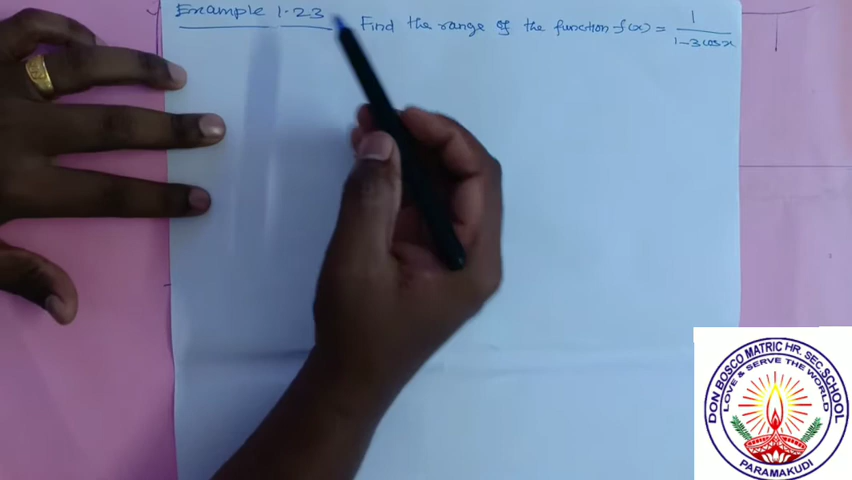 Example 1.23 Find the range of the function f(x) = 1/(1-3cosx)
DON BOSCO MATRIC HR. SEC. SCHOOL
LOVE & SERVE THE WORLD
PARAMAKUDI